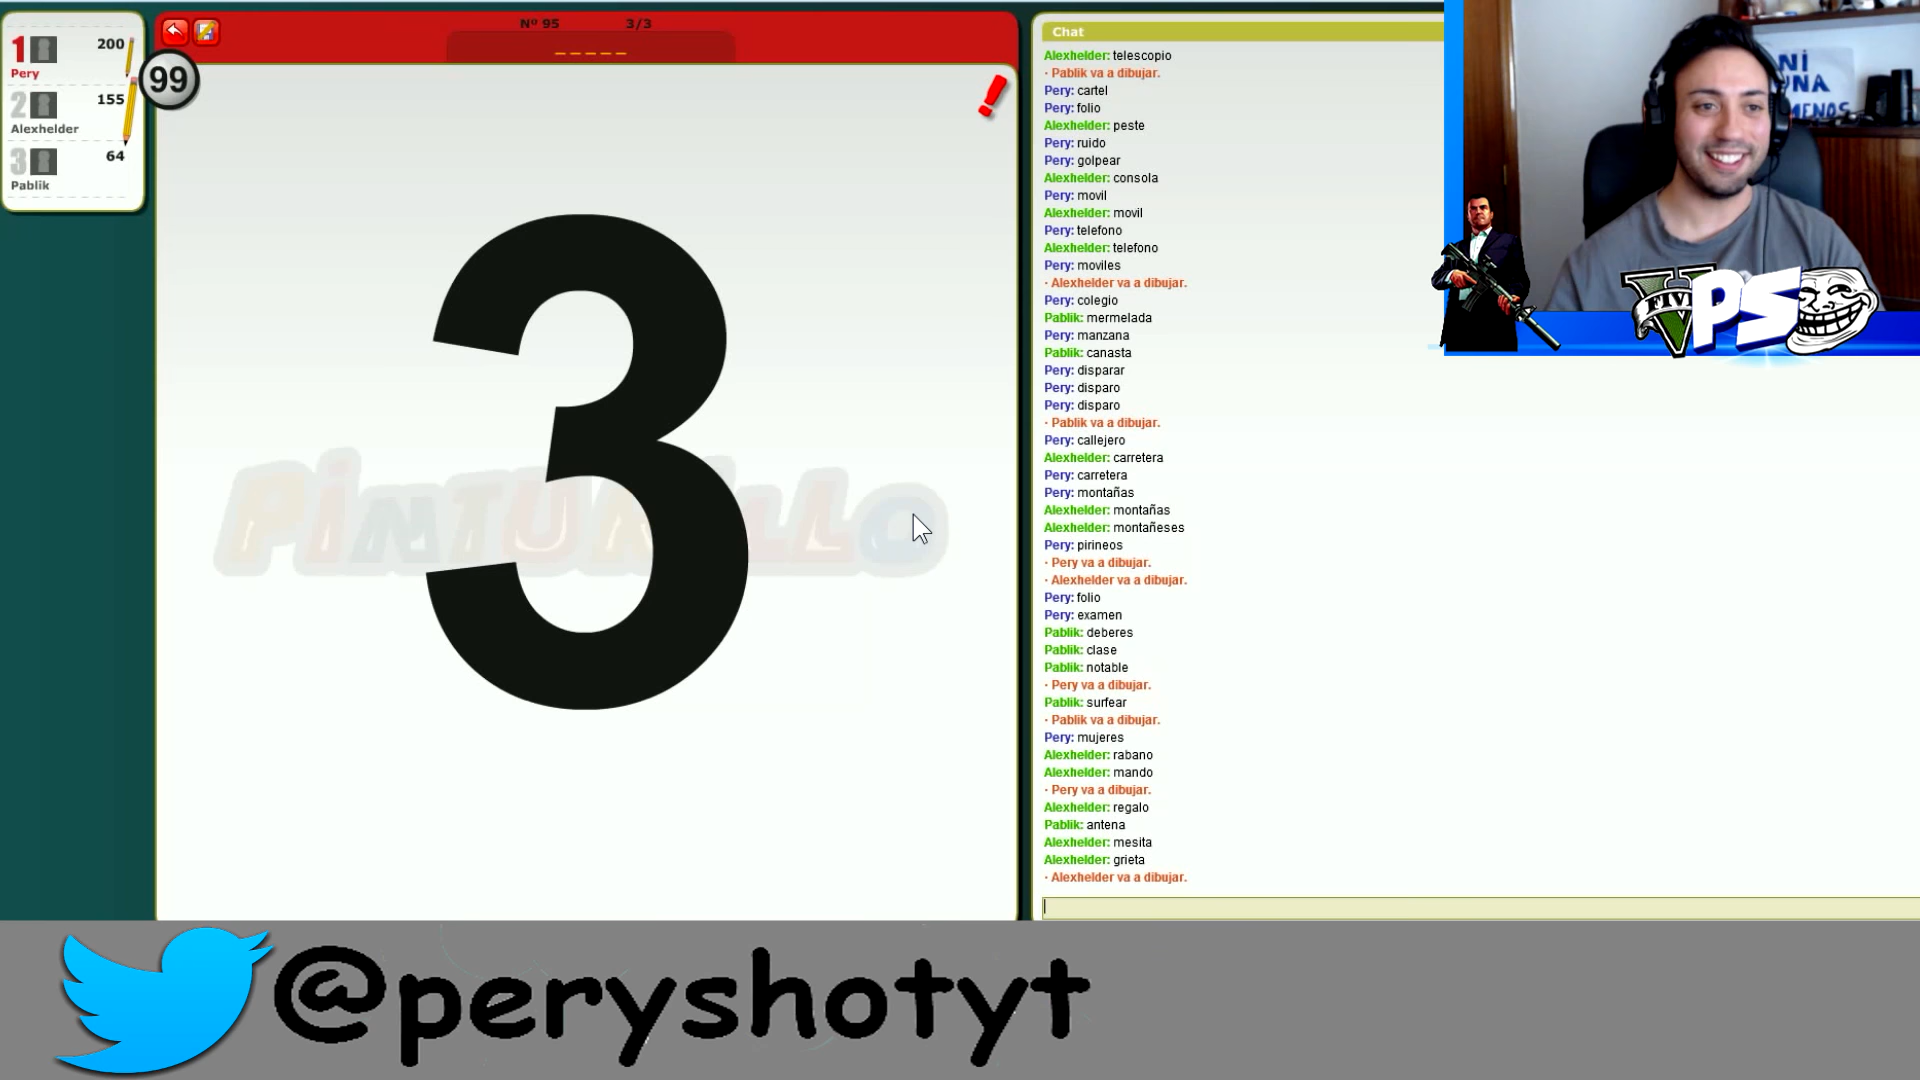 Nº 95 3/3
_ _ _ _ _
1 200
Pery
99
2 155
Alexhelder
3 64
Pablik
3
PINTURILLO
Chat
Alexhelder: telescopio
· Pablik va a dibujar.
Pery: cartel
Pery: folio
Alexhelder: peste
Pery: ruido
Pery: golpear
Alexhelder: consola
Pery: movil
Alexhelder: movil
Pery: telefono
Alexhelder: telefono
Pery: moviles
· Alexhelder va a dibujar.
Pery: colegio
Pablik: mermelada
Pery: manzana
Pablik: canasta
Pery: disparar
Pery: disparo
Pery: disparo
· Pablik va a dibujar.
Pery: callejero
Alexhelder: carretera
Pery: carretera
Pery: montañas
Alexhelder: montañas
Alexhelder: montañeses
Pery: pirineos
· Pery va a dibujar.
· Alexhelder va a dibujar.
Pery: folio
Pery: examen
Pablik: deberes
Pablik: clase
Pablik: notable
· Pery va a dibujar.
Pablik: surfear
· Pablik va a dibujar.
Pery: mujeres
Alexhelder: rabano
Alexhelder: mando
· Pery va a dibujar.
Alexhelder: regalo
Pablik: antena
Alexhelder: mesita
Alexhelder: grieta
· Alexhelder va a dibujar.
NI
UNA
MENOS
FIVE
V PS
@peryshotyt